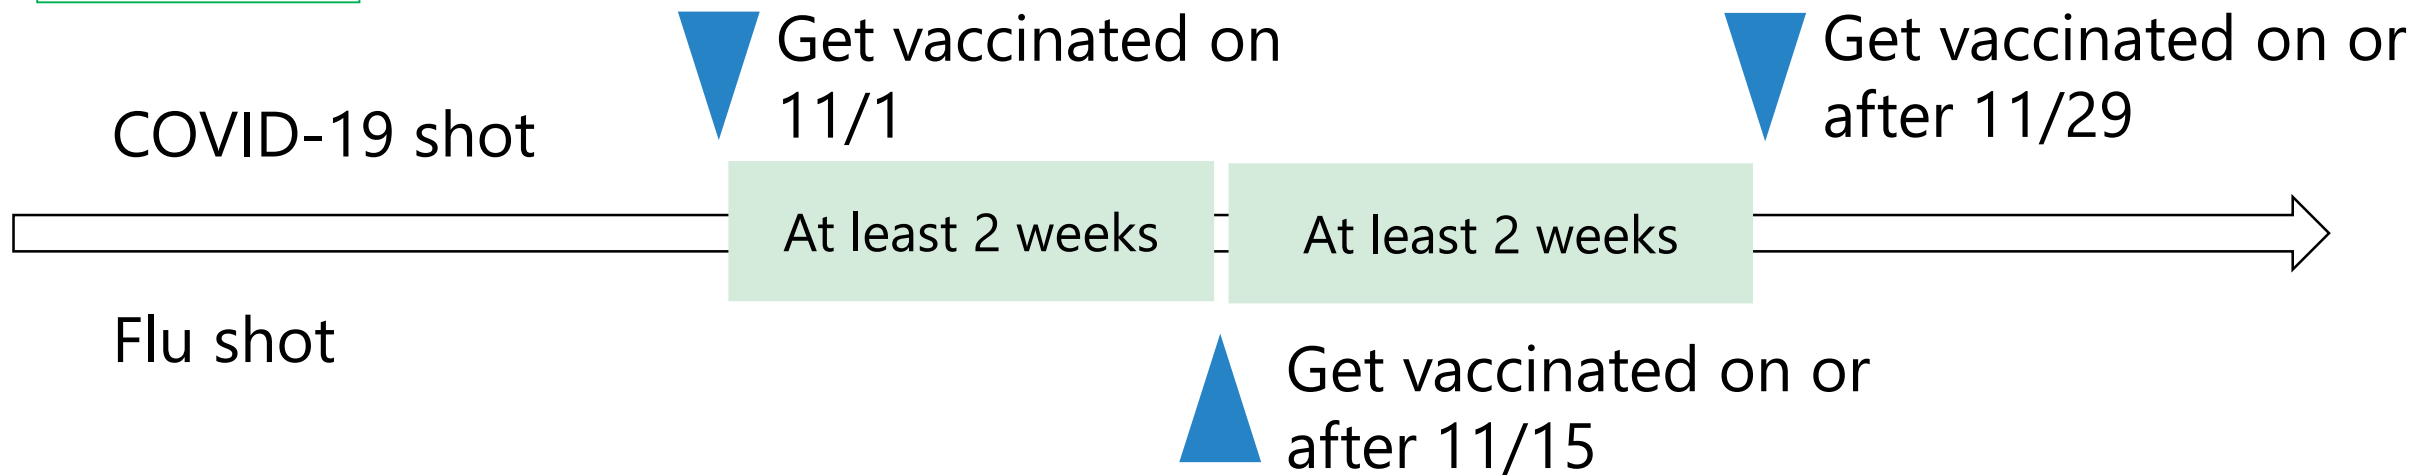 Get vaccinated on
11/1
Get vaccinated on or
after 11/29
COVID-19 shot
At least 2 weeks
At least 2 weeks
Flu shot
Get vaccinated on or
after 11/15